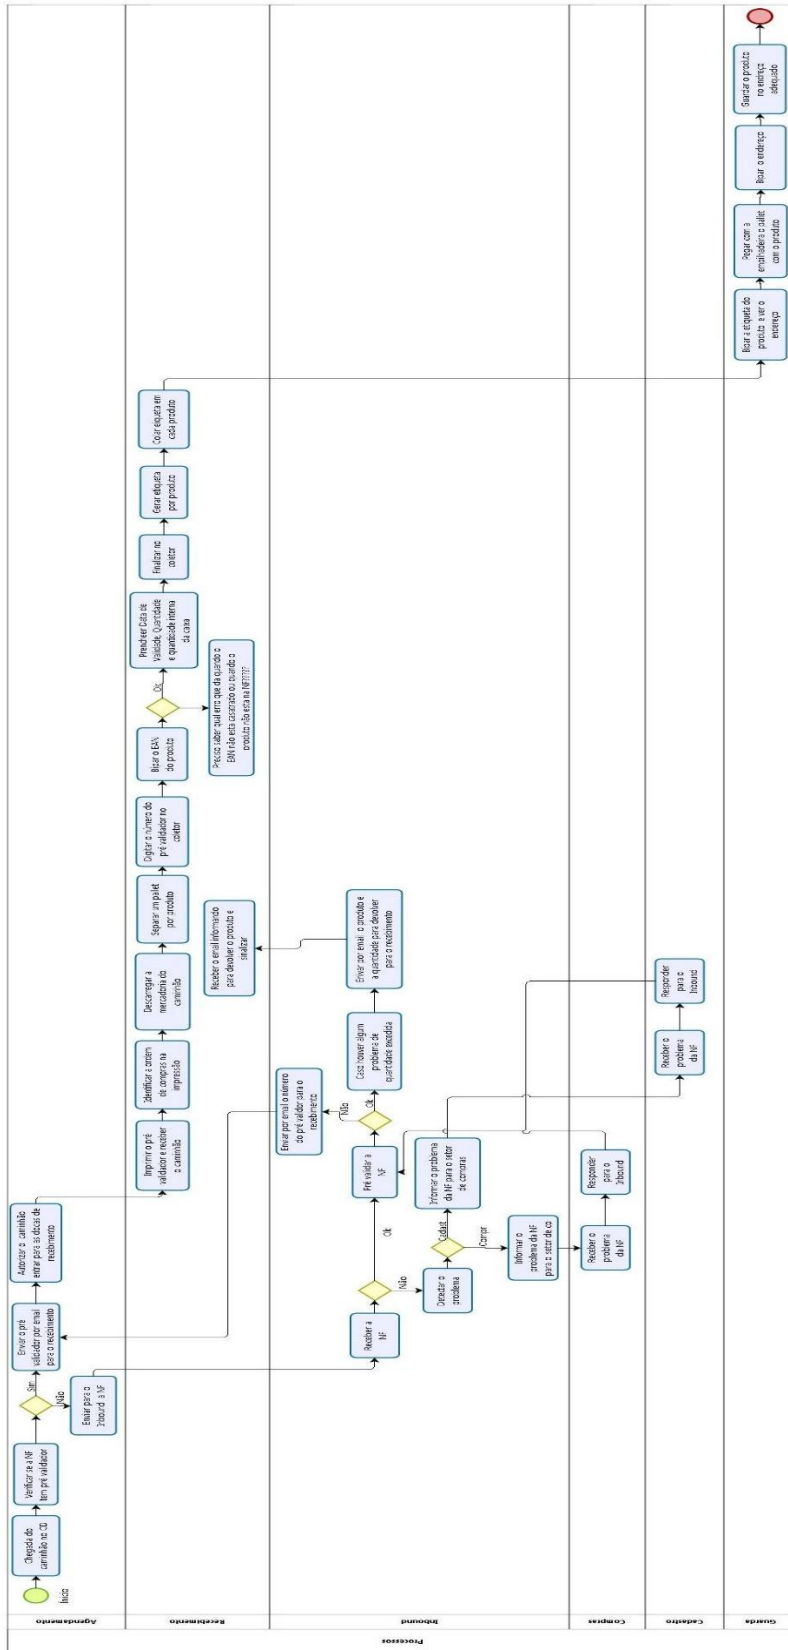 Processos
Agendamento
Início
Chegada do
caminhão no CD
Verificar se a NF
tem pré validador
Sim
Não
Enviar para o
Inbound a NF
Enviar o pré
validador por email
para o recebimento
Autorizar o caminhão
entrar para as docas de
recebimento
Recebimento
Imprimir o pré
validador e receber
o caminhão
Identificar a ordem
de compras na
impressão
Descarregar a
mercadoria do
caminhão
Separar um palet
por produto
Digitar o número do
pré validador no
coletor
Bipar o EAN
do produto
Ok
Preencher Data de
Validade, Quantidade
e quantidade interna
da caixa
Finalizar no
coletor
Gerar etiqueta
por produto
Colar etiqueta em
cada produto
Receber o email informando
para devolver o produto e
sinalizar
Preciso saber qual erro que da quando o
EAN não esta
ou quando o
produto não esta na NF?????
Inbound
Receber a
NF
Ok
Não
Detectar o
problema
Pré validar a
NF
Não
Ok
Enviar por email o número
do pré validor para o
recebimento
Caso houver algum
problema de
quantidade excedida
Enviar por email o produto e
a quantidade para devolver
para o recebimento
Cadast
Compr
Informar o problema
da NF para o setor
de compras
Informar o
problema da NF
para o setor de co
Compras
Receber o
problema
da NF
Responder
para o
Inbound
Cadastro
Receber o
problema
da NF
Responder
para o
Inbound
Guarda
Bipar a etiqueta do
produto e ver o
endereço
Pegar com a
empilhadeira o palet
com o produto
Bipar o endereço
Guardar o produto
no endreço
adequado